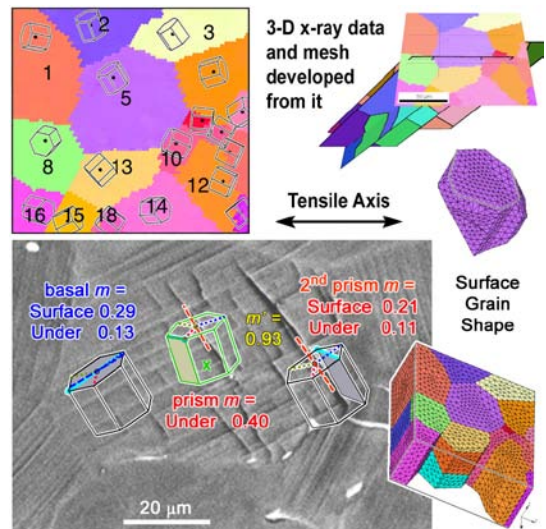 2
3
1
5
8
13
10
12
16
15
18
14
3-D x-ray data
and mesh
developed
from it
Tensile Axis
Surface
Grain
Shape
basal m =
Surface 0.29
Under 0.13
m' =
0.93
2nd prism m =
Surface 0.21
Under 0.11
x
prism m =
Under 0.40
20 μm